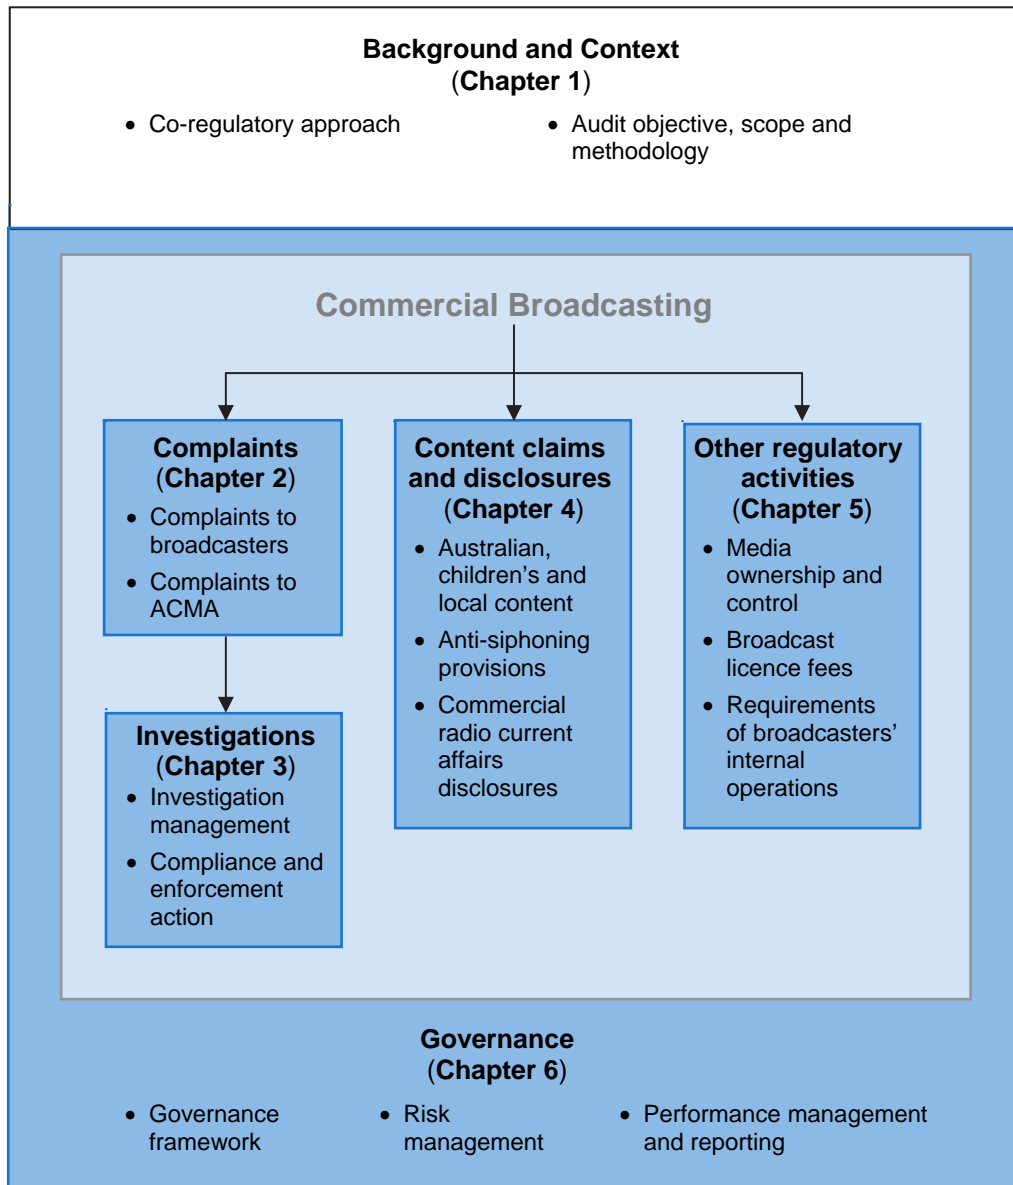 Background and Context
(Chapter 1)
• Co-regulatory approach
• Audit objective, scope and
methodology
Commercial Broadcasting
Complaints
(Chapter 2)
• Complaints to
broadcasters
• Complaints to
ACMA
Investigations
(Chapter 3)
• Investigation
management
• Compliance and
enforcement
action
Content claims
and disclosures
(Chapter 4)
• Australian,
children’s and
local content
• Anti-siphoning
provisions
• Commercial
radio current
affairs
disclosures
Other regulatory
activities
(Chapter 5)
• Media
ownership and
control
• Broadcast
licence fees
• Requirements
of broadcasters’
internal
operations
Governance
(Chapter 6)
• Governance
framework
• Risk
management
• Performance management
and reporting